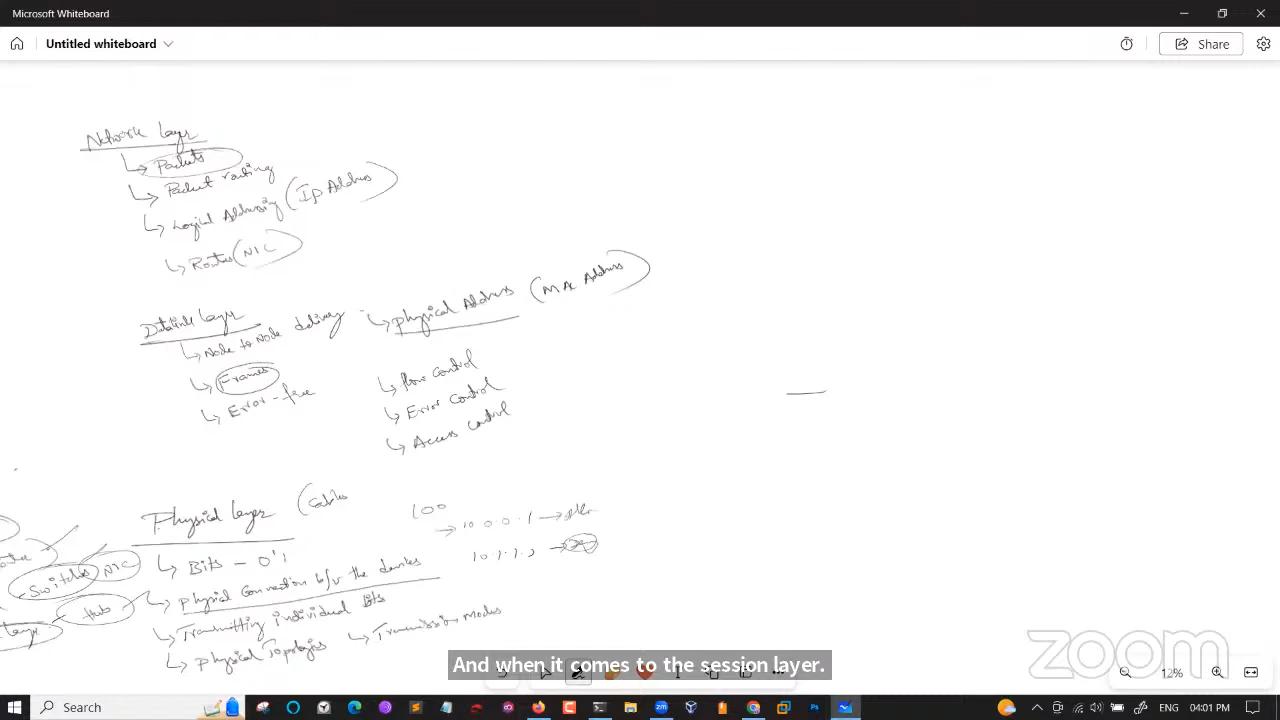 Microsoft Whiteboard
Untitled whiteboard
Share
Network layer
Packets
Packet routing
Logical Addressing (IP Address)
Router (NIC)
Datalink layer
Node to Node delivery
Frames
Error-free
physical Address (MAC Address)
Flow Control
Error Control
Access Control
Physical layer (Cables
Bits - 0's
physical Connection b/w the devices
Transmitting individual bits
physical Topologies
Transmission modes
100
10.0.0.1
Switches
NIC
Hub
layer
zoom
And when it comes to the session layer.
12%
Search
ENG
04:01 PM